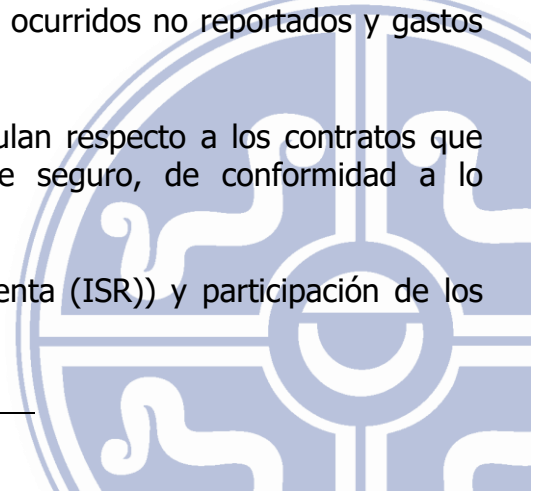 ocurridos no reportados y gastos
ulan respecto a los contratos que
e seguro, de conformidad a lo
enta (ISR)) y participación de los